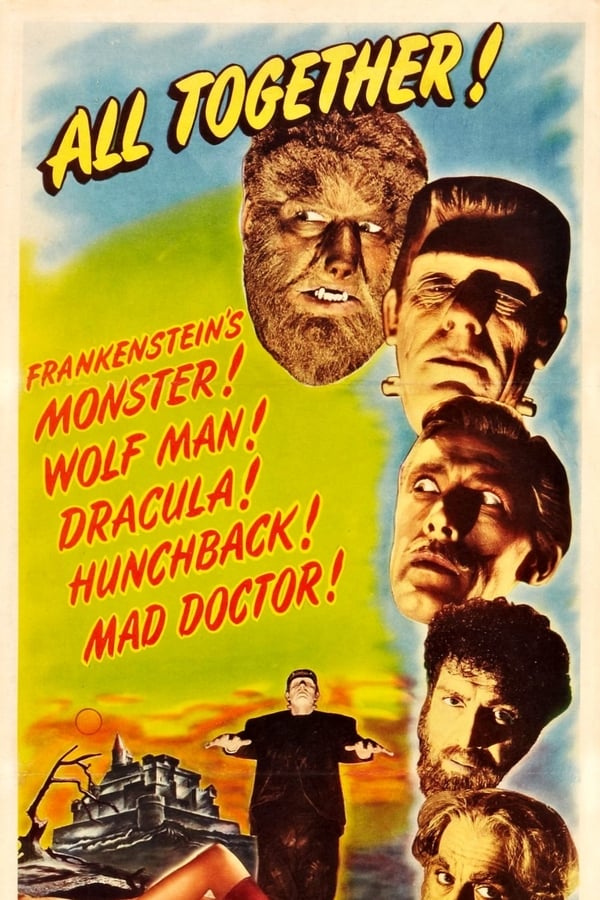 ALL TOGETHER!
FRANKENSTEIN'S
MONSTER!
WOLF MAN!
DRACULA!
HUNCHBACK!
MAD DOCTOR!